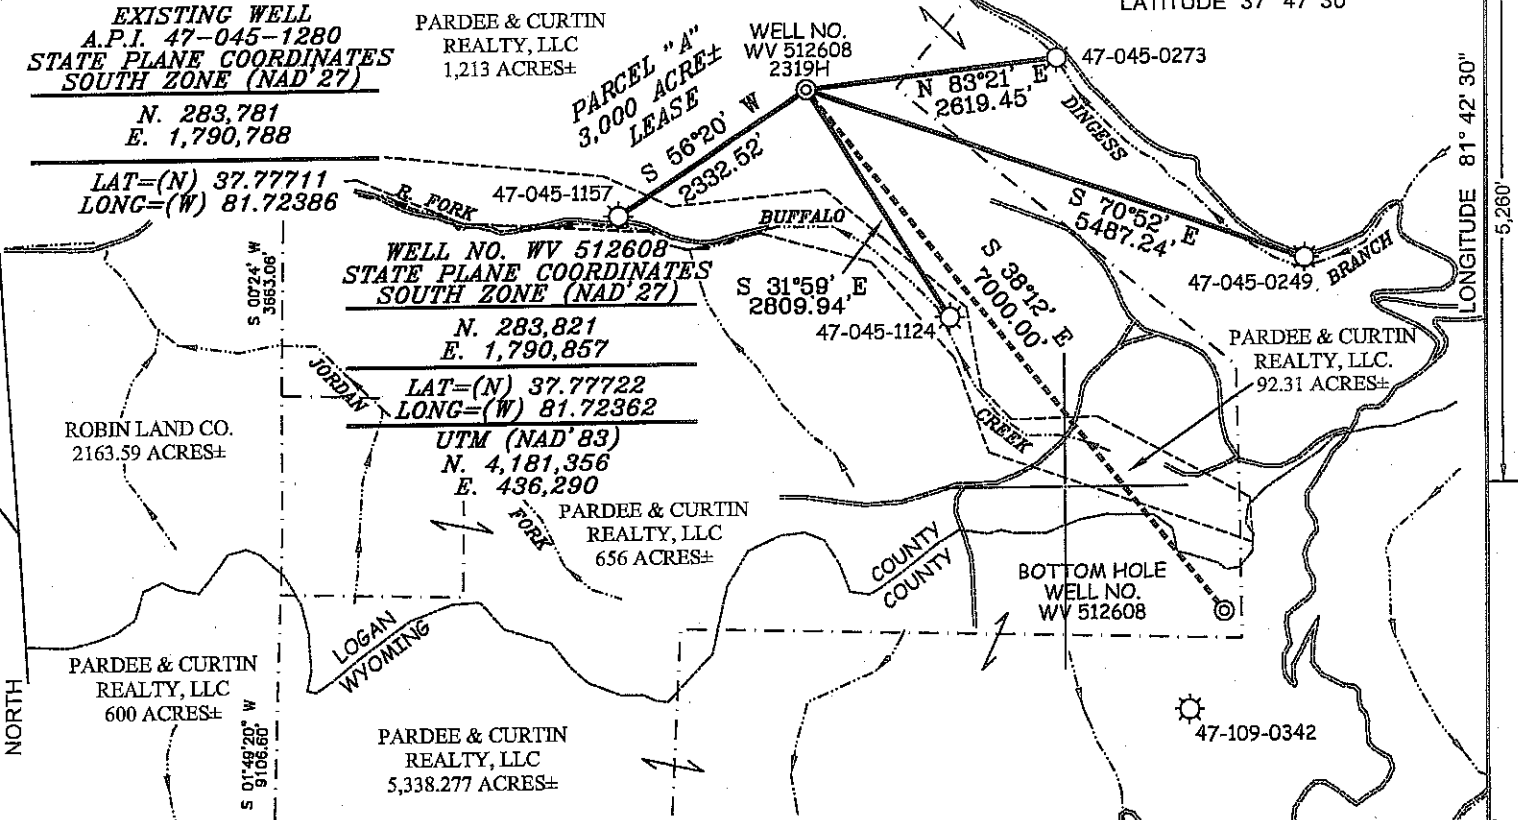 EXISTING WELL
A.P.I. 47-045-1280
STATE PLANE COORDINATES
SOUTH ZONE (NAD'27)
N. 283,781
E. 1,790,788
LAT=(N) 37.77711
LONG=(W) 81.72386
PARDEE & CURTIN
REALTY, LLC
1,213 ACRES±
PARCEL "A"
3,000 ACRE±
LEASE
WELL NO.
WV 512608
2319H
LATITUDE 37° 47' 30"
47-045-0273
N 83°21' E
2619.45'
DINGESS
S 56°20' W
2332.52'
47-045-1157
R. FORK
BUFFALO
S 70°52' E
5487.24'
47-045-0249
BRANCH
LONGITUDE 81° 42' 30"
5,260'
S 00°24' W
3663.06'
WELL NO. WV 512608
STATE PLANE COORDINATES
SOUTH ZONE (NAD'27)
N. 283,821
E. 1,790,857
LAT=(N) 37.77722
LONG=(W) 81.72362
UTM (NAD'83)
N. 4,181,356
E. 436,290
S 31°59' E
2809.94'
47-045-1124
S 38°12' E
7000.00'
PARDEE & CURTIN
REALTY, LLC.
92.31 ACRES±
JORDAN
CREEK
ROBIN LAND CO.
2163.59 ACRES±
FORK
PARDEE & CURTIN
REALTY, LLC
656 ACRES±
COUNTY
COUNTY
BOTTOM HOLE
WELL NO.
WV 512608
LOGAN
WYOMING
PARDEE & CURTIN
REALTY, LLC
600 ACRES±
NORTH
S 01°49'20" W
9106.60'
PARDEE & CURTIN
REALTY, LLC
5,338.277 ACRES±
47-109-0342